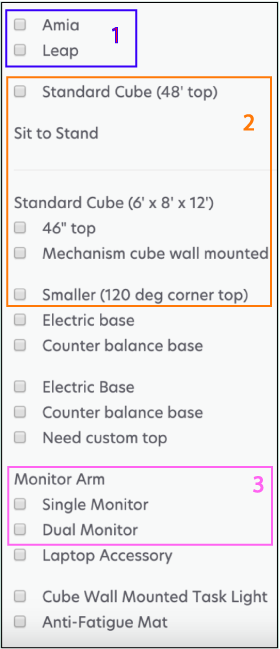 Amia
1
Leap
Standard Cube (48' top)
2
Sit to Stand
Standard Cube (6' x 8' x 12')
46" top
Mechanism cube wall mounted
Smaller (120 deg corner top)
Electric base
Counter balance base
Electric Base
Counter balance base
Need custom top
Monitor Arm
3
Single Monitor
Dual Monitor
Laptop Accessory
Cube Wall Mounted Task Light
Anti-Fatigue Mat